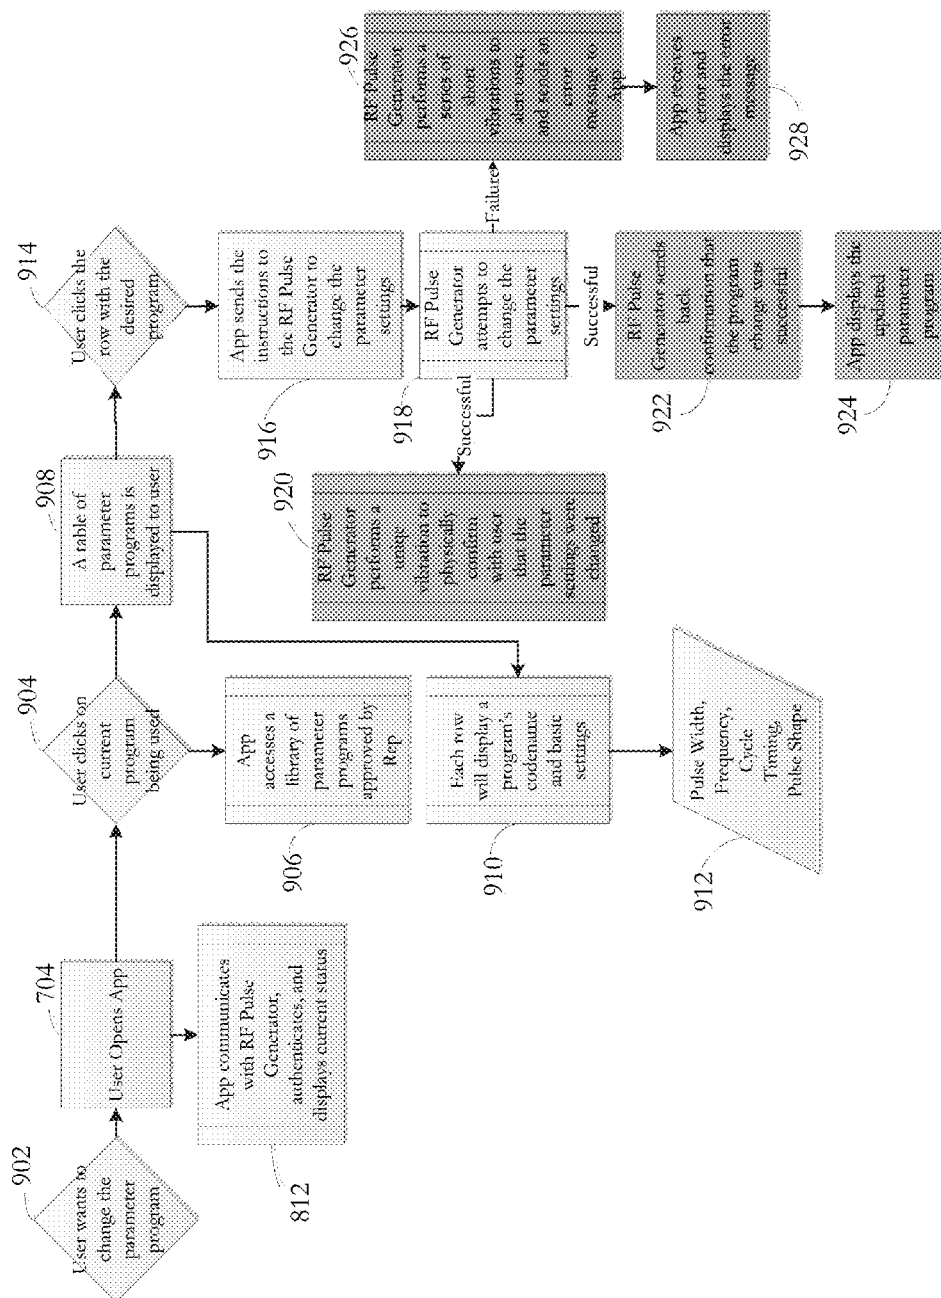 902
User wants to
change the
parameter
program
704
User Opens App
812
App communicates
with RF Pulse
Generator,
authenticates, and
displays current status
904
User clicks on
current
program
being used
906
App
accesses a
library of
parameter
programs
approved by
Rep
908
A table of
parameter
programs is
displayed to user
910
Each row
will display a
program's
codename
and basic
settings
912
Pulse Width,
Frequency,
Cycle
Timing,
Pulse Shape
914
User clicks the
row with the
desired
program
916
App sends the
instructions to
the RF Pulse
Generator to
change the
parameter
settings
918
RF Pulse
Generator
attempts to
change the
parameter
settings
Successful
920
RF Pulse
Generator
performs a
uniqe
vibration to
physically
confirm
with user
that the
parameter
settings were
changed
Successful
922
RF Pulse
Generator sends
back
confirmation that
the program
change was
successful
924
App displays the
updated
parameter
program
Failure
926
RF Pulse
Generator
performs a
series of
short
vibrations to
alert user,
and sends an
error
message to
App
928
App receives
error and
displays the error
message